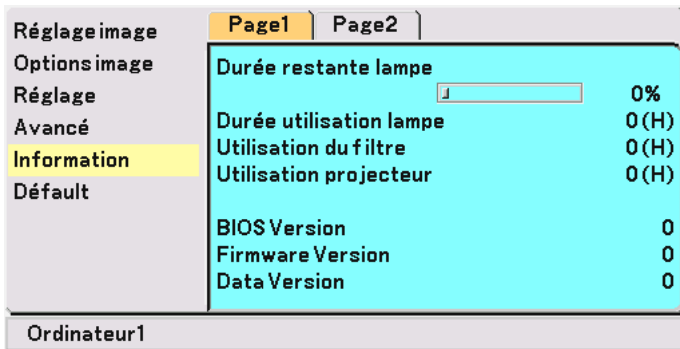 Réglage image
Options image
Réglage
Avancé
Information
Défault
Page1 Page2
Durée restante lampe
0%
Durée utilisation lampe 0(H)
Utilisation du filtre 0(H)
Utilisation projecteur 0(H)
BIOS Version 0
Firmware Version 0
Data Version 0
Ordinateur1